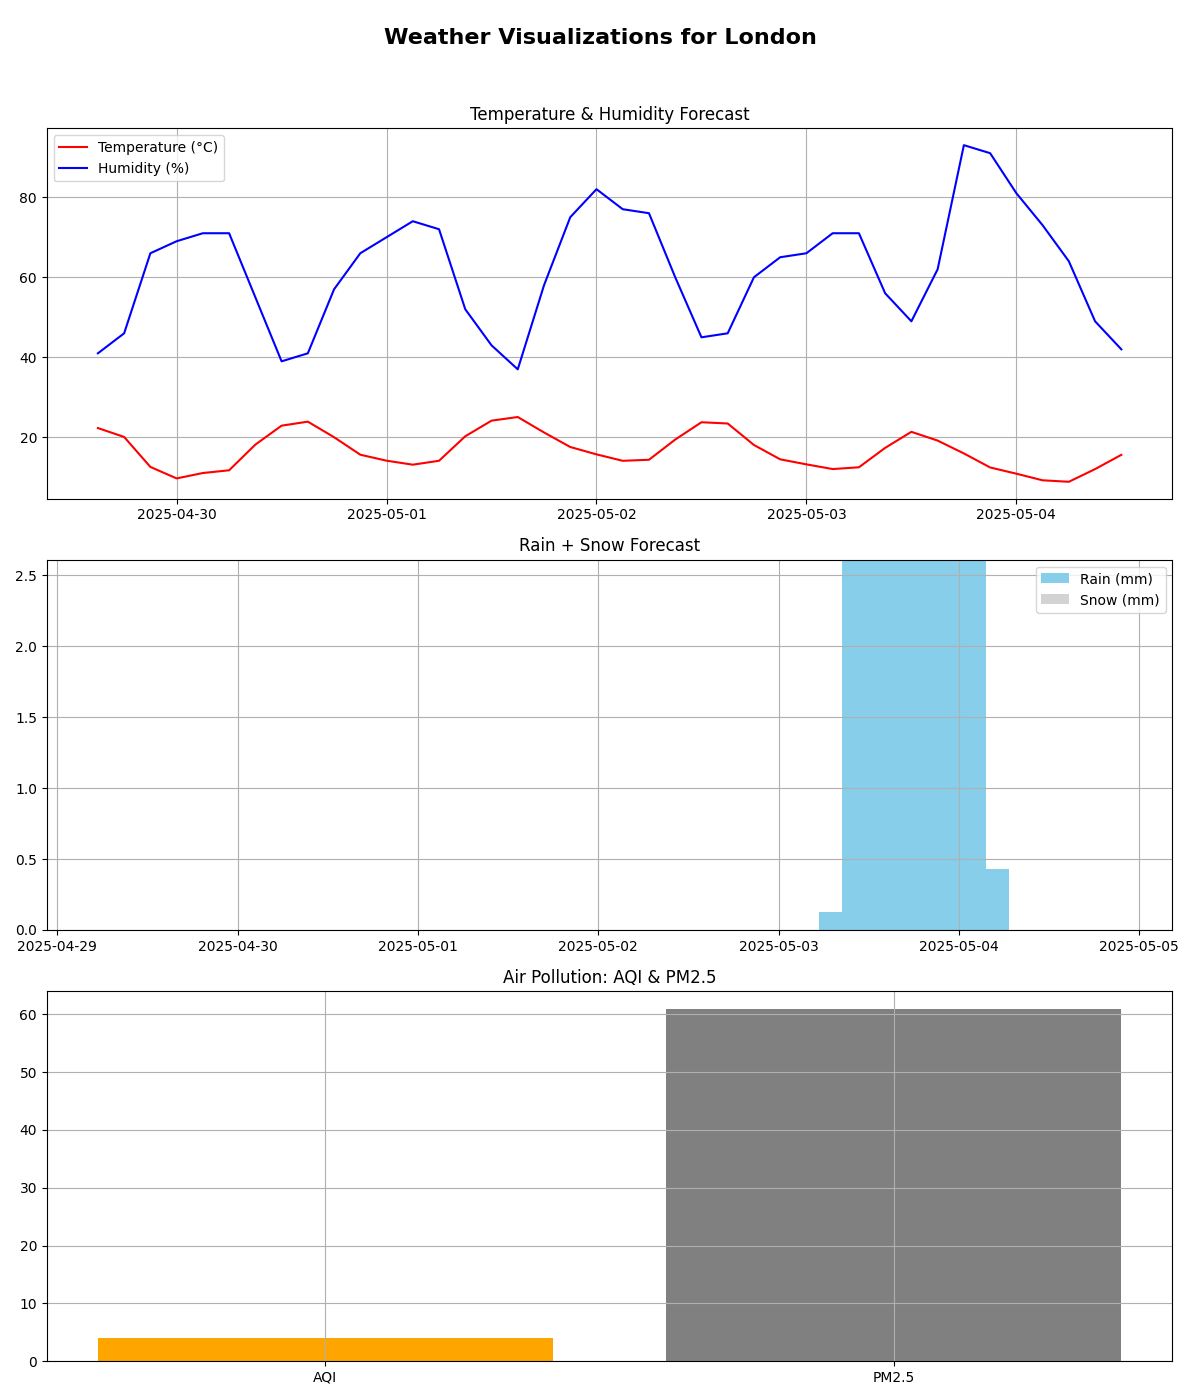 Weather Visualizations for London
Temperature & Humidity Forecast
Temperature (°C)
Humidity (%)
80
60
40
20
2025-04-30 2025-05-01 2025-05-02 2025-05-03 2025-05-04
Rain + Snow Forecast
Rain (mm)
Snow (mm)
2.5
2.0
1.5
1.0
0.5
0.0
2025-04-29 2025-04-30 2025-05-01 2025-05-02 2025-05-03 2025-05-04 2025-05-05
Air Pollution: AQI & PM2.5
60
50
40
30
20
10
0
AQI PM2.5